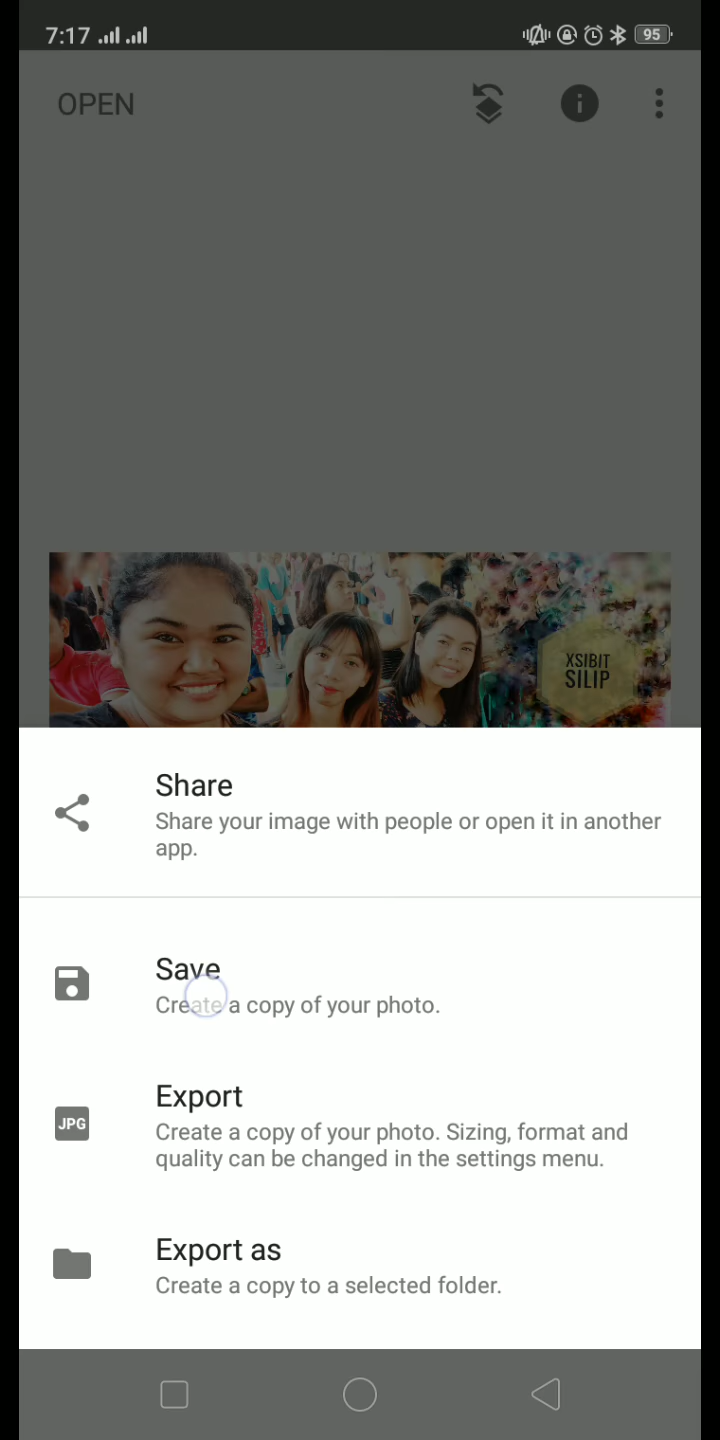 7:17
95
OPEN
XSIBIT
SILIP
Share
Share your image with people or open it in another
app.
Save
Create a copy of your photo.
JPG
Export
Create a copy of your photo. Sizing, format and
quality can be changed in the settings menu.
Export as
Create a copy to a selected folder.